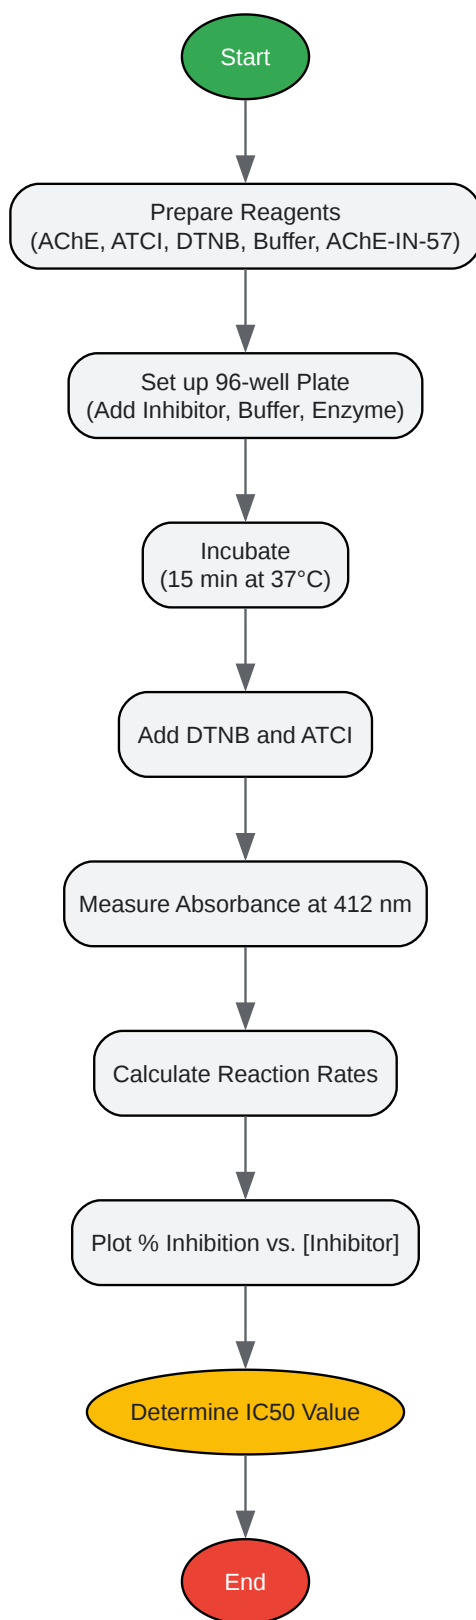 Start
Prepare Reagents
(AChE, ATCI, DTNB, Buffer, AChE-IN-57)
Set up 96-well Plate
(Add Inhibitor, Buffer, Enzyme)
Incubate
(15 min at 37°C)
Add DTNB and ATCI
Measure Absorbance at 412 nm
Calculate Reaction Rates
Plot % Inhibition vs. [Inhibitor]
Determine IC50 Value
End